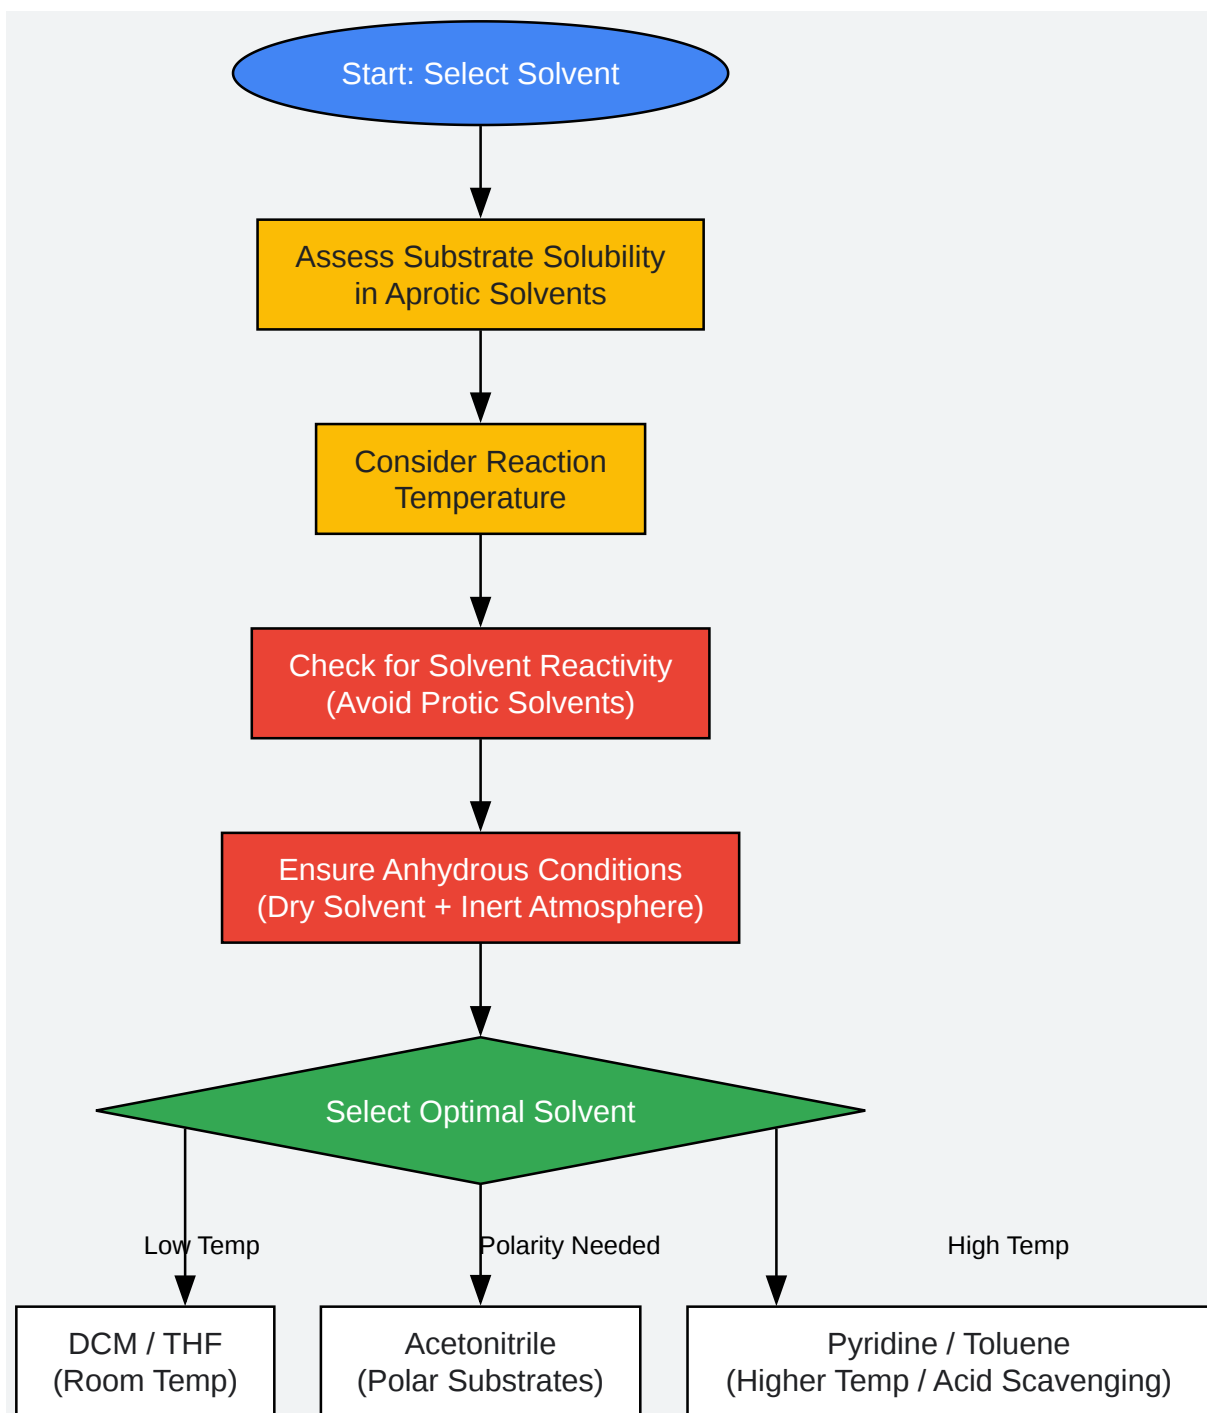 Start: Select Solvent
Assess Substrate Solubility
in Aprotic Solvents
Consider Reaction
Temperature
Check for Solvent Reactivity
(Avoid Protic Solvents)
Ensure Anhydrous Conditions
(Dry Solvent + Inert Atmosphere)
Select Optimal Solvent
Low Temp
Polarity Needed
High Temp
DCM / THF
(Room Temp)
Acetonitrile
(Polar Substrates)
Pyridine / Toluene
(Higher Temp / Acid Scavenging)